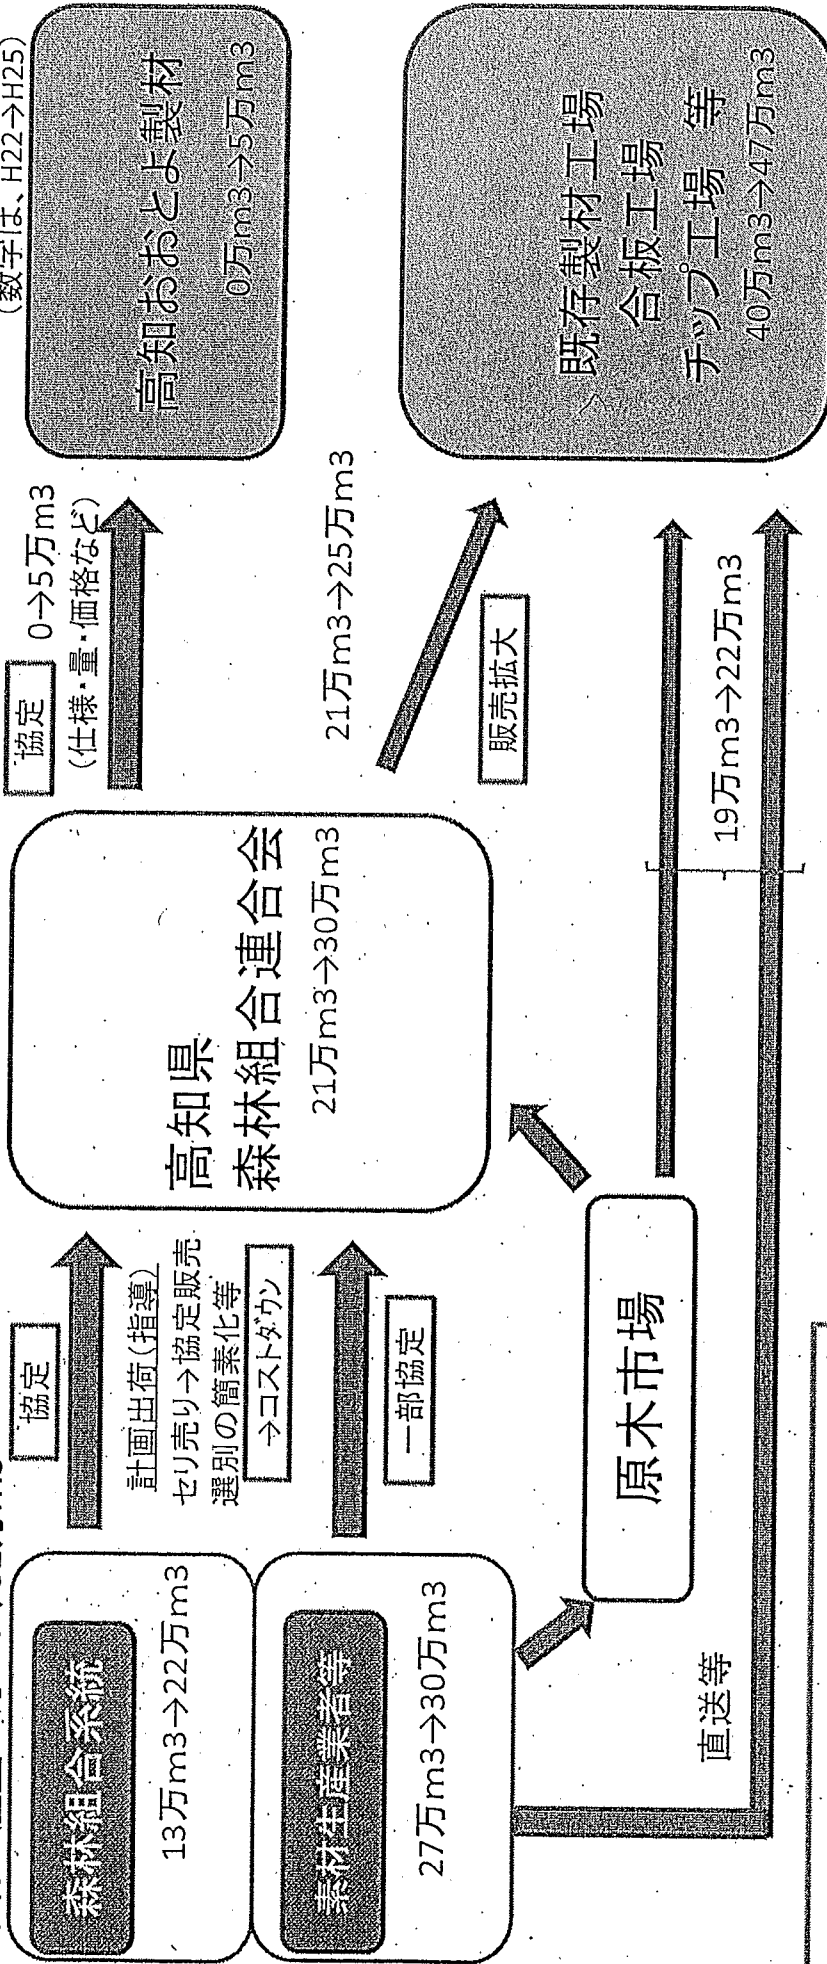 (数字は、H22→H25)
森林組合系統
13万m3→22万m3
素材生産業者等
27万m3→30万m3
協定
計画出荷(指導)
セリ売り→協定販売
選別の簡素化等
→コストダウン
一部協定
原木市場
直送等
高知県
森林組合連合会
21万m3→30万m3
協定
0→5万m3
(仕様・量・価格など)
21万m3→25万m3
販売拡大
19万m3→22万m3
高知おおとよ製材
0万m3→5万m3
既存製材工場
合板工場
チップ工場 等
40万m3→47万m3